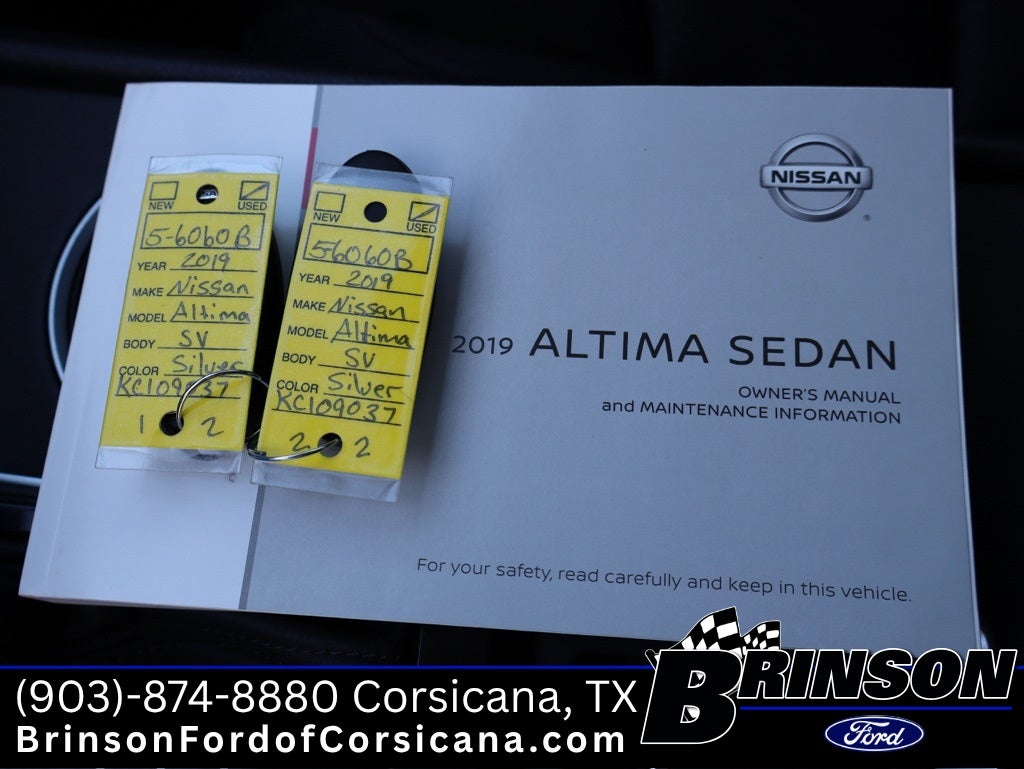 NEW USED
5-6060B
YEAR 2019
MAKE Nissan
MODEL Altima
BODY SV
COLOR Silver
KC109037
1 2
NEW USED
56060B
YEAR 2019
MAKE Nissan
MODEL Altima
BODY SV
COLOR Silver
KC109037
2 2
NISSAN
®
2019 ALTIMA SEDAN
OWNER'S MANUAL
and MAINTENANCE INFORMATION
For your safety, read carefully and keep in this vehicle.
(903)-874-8880 Corsicana, TX
BrinsonFordofCorsicana.com
BRINSON
Ford